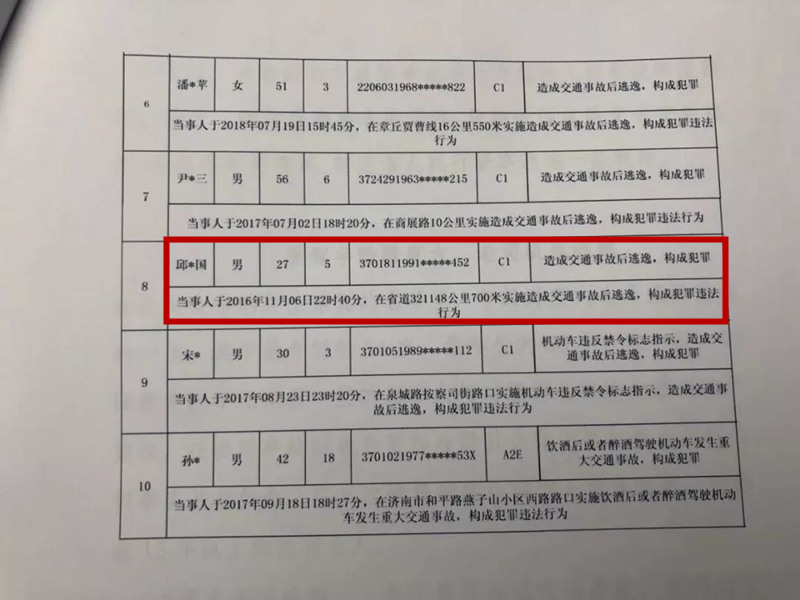 6
潘*苹 女 51 3 2206031968*****822 C1 造成交通事故后逃逸，构成犯罪
当事人于2018年07月19日15时45分，在章丘贾曹线16公里550米实施造成交通事故后逃逸，构成犯罪违法
行为
7
尹*三 男 56 6 3724291963*****215 C1 造成交通事故后逃逸，构成犯罪
当事人于2017年07月02日18时20分，在商展路10公里实施造成交通事故后逃逸，构成犯罪违法行为
8
邱*国 男 27 5 3701811991*****452 C1 造成交通事故后逃逸，构成犯罪
当事人于2016年11月06日22时40分，在省道321148公里700米实施造成交通事故后逃逸，构成犯罪违法
行为
9
宋* 男 30 3 3701051989*****112 C1 机动车违反禁令标志指示，造成交
通事故后逃逸，构成犯罪
当事人于2017年08月23日23时20分，在泉城路按察司街路口实施机动车违反禁令标志指示，造成交通事
故后逃逸，构成犯罪违法行为
10
孙* 男 42 18 3701021977*****53X A2E 饮酒后或者醉酒驾驶机动车发生重
大交通事故，构成犯罪
当事人于2017年09月18日18时27分，在济南市和平路燕子山小区西路路口实施饮酒后或者醉酒驾驶机动
车发生重大交通事故，构成犯罪违法行为